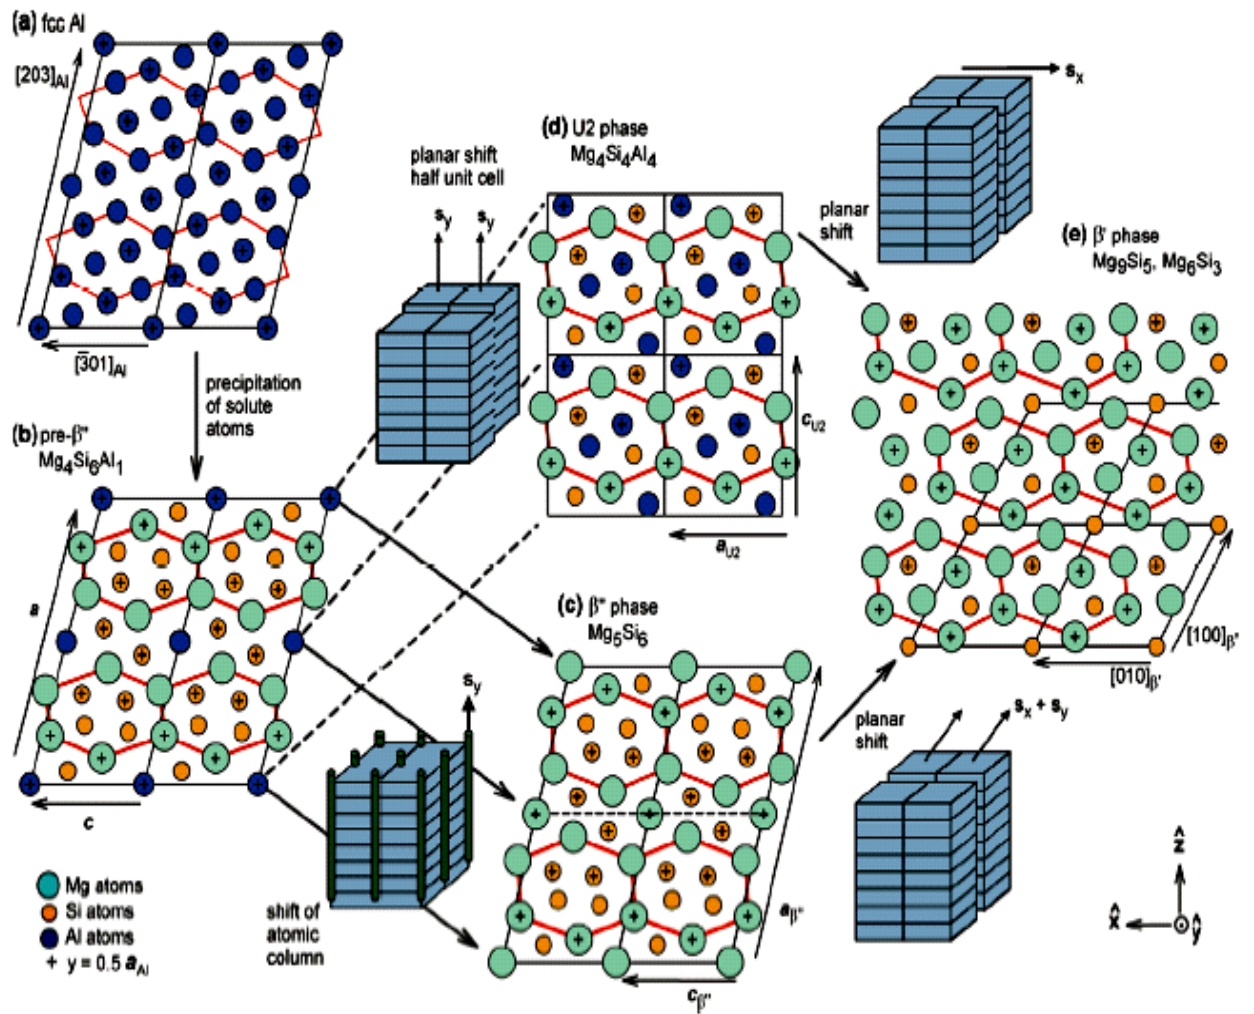 (a) fcc Al
[203]Al
[3̄01]Al
precipitation
of solute
atoms
(b) pre-β"
Mg4Si6Al1
a
c
Mg atoms
Si atoms
Al atoms
+ y = 0.5 aAl
planar shift
half unit cell
sy sy
(d) U2 phase
Mg4Si4Al4
cU2
aU2
shift of
atomic
column
sy
(c) β" phase
Mg5Si6
aβ"
cβ"
planar
shift
sx
(e) β' phase
Mg9Si5, Mg6Si3
[100]β"
[010]β'
planar
shift
sx + sy
ẑ
x̂
ŷ